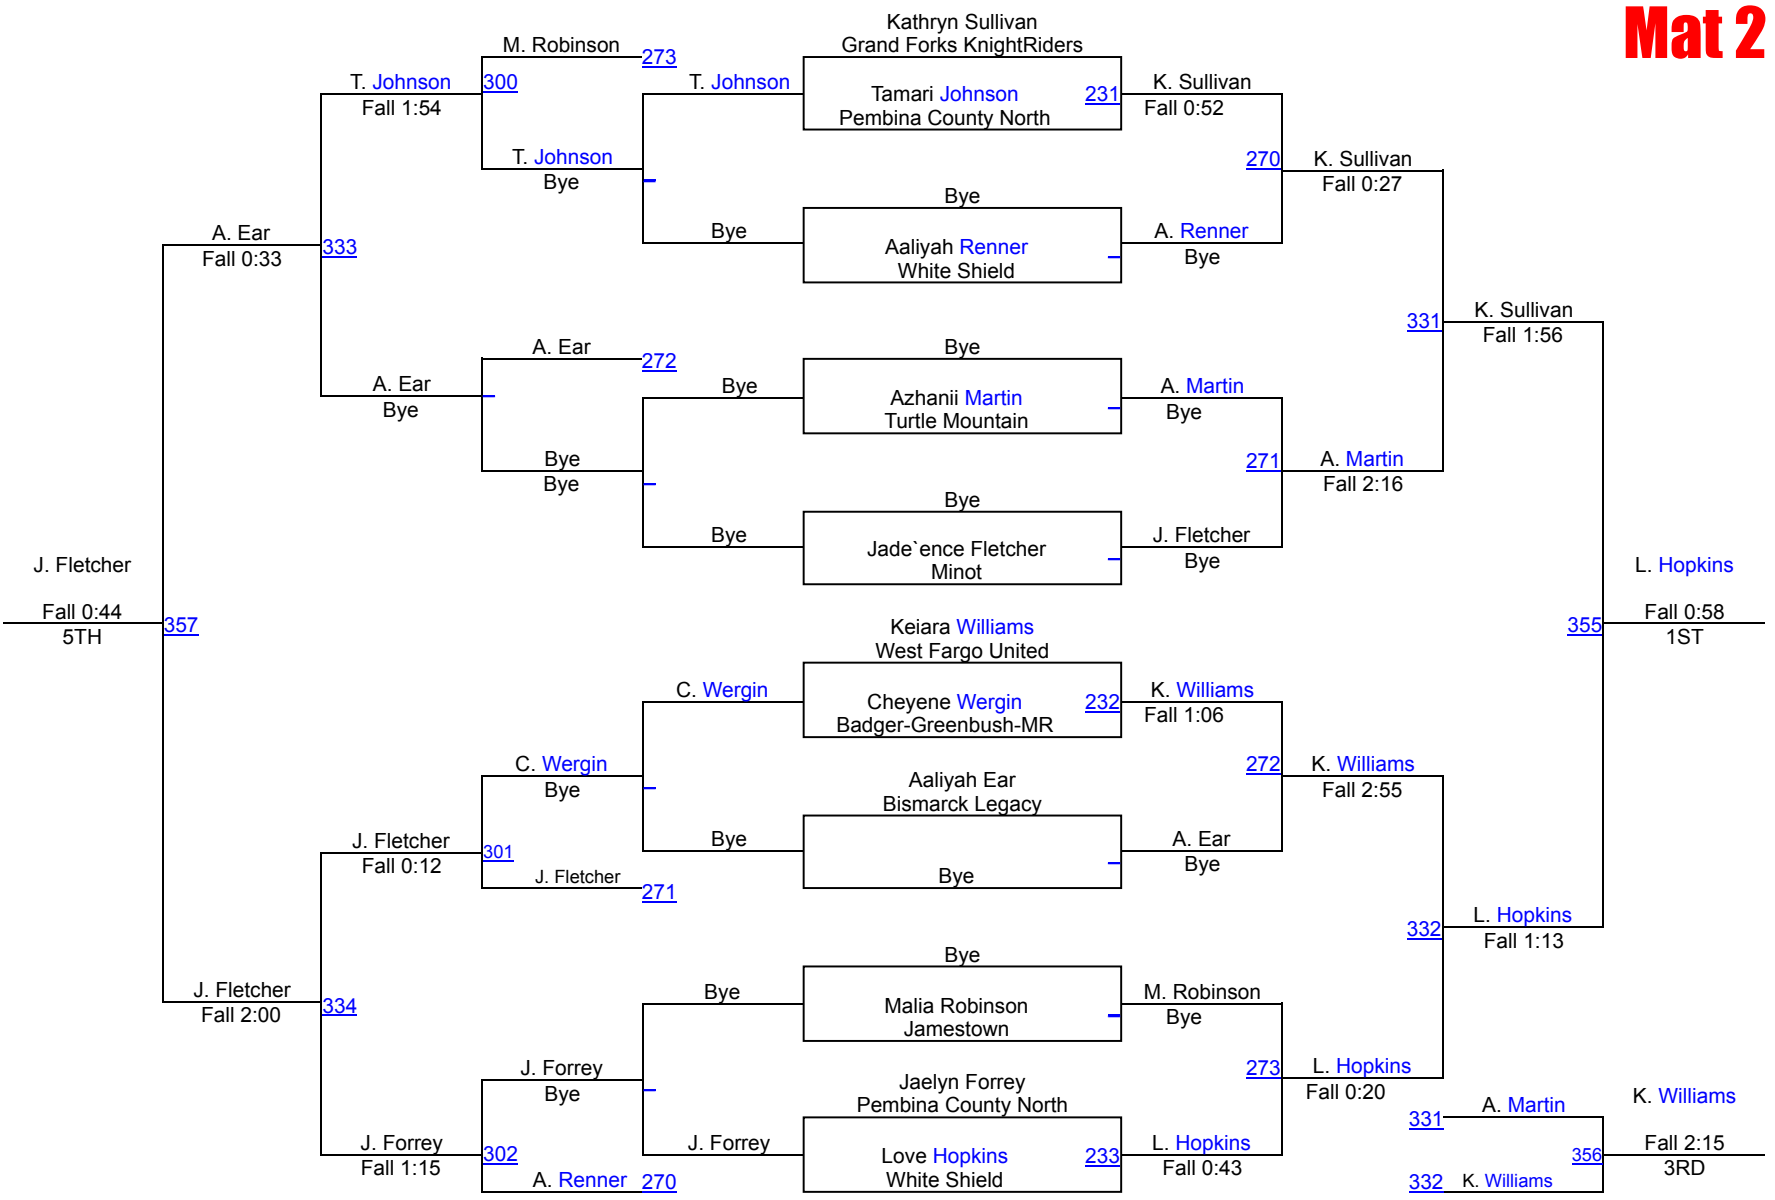 Mat 2
Kathryn Sullivan
Grand Forks KnightRiders
M. Robinson
273
T. Johnson
300
T. Johnson
Tamari Johnson
231
K. Sullivan
Fall 1:54
Pembina County North
Fall 0:52
T. Johnson
Bye
270
K. Sullivan
Fall 0:27
Bye
A. Ear
Fall 0:33
333
Bye
Aaliyah Renner
White Shield
A. Renner
Bye
331
K. Sullivan
Fall 1:56
A. Ear
272
Bye
A. Ear
Bye
Bye
Azhanii Martin
Turtle Mountain
A. Martin
Bye
Bye
Bye
271
A. Martin
Fall 2:16
Bye
Bye
Jade`ence Fletcher
Minot
J. Fletcher
Bye
J. Fletcher
Fall 0:44
5TH
357
L. Hopkins
Fall 0:58
1ST
355
Keiara Williams
West Fargo United
C. Wergin
Cheyene Wergin
232
Badger-Greenbush-MR
K. Williams
Fall 1:06
C. Wergin
Bye
272
K. Williams
Fall 2:55
Aaliyah Ear
Bismarck Legacy
J. Fletcher
Fall 0:12
301
Bye
A. Ear
Bye
J. Fletcher
271
Bye
332
L. Hopkins
Fall 1:13
Bye
J. Fletcher
Fall 2:00
334
Bye
Malia Robinson
Jamestown
M. Robinson
Bye
J. Forrey
Bye
273
L. Hopkins
Fall 0:20
Jaelyn Forrey
Pembina County North
J. Forrey
Fall 1:15
302
J. Forrey
Love Hopkins
233
White Shield
L. Hopkins
Fall 0:43
A. Renner
270
331
A. Martin
K. Williams
Fall 2:15
3RD
356
332
K. Williams